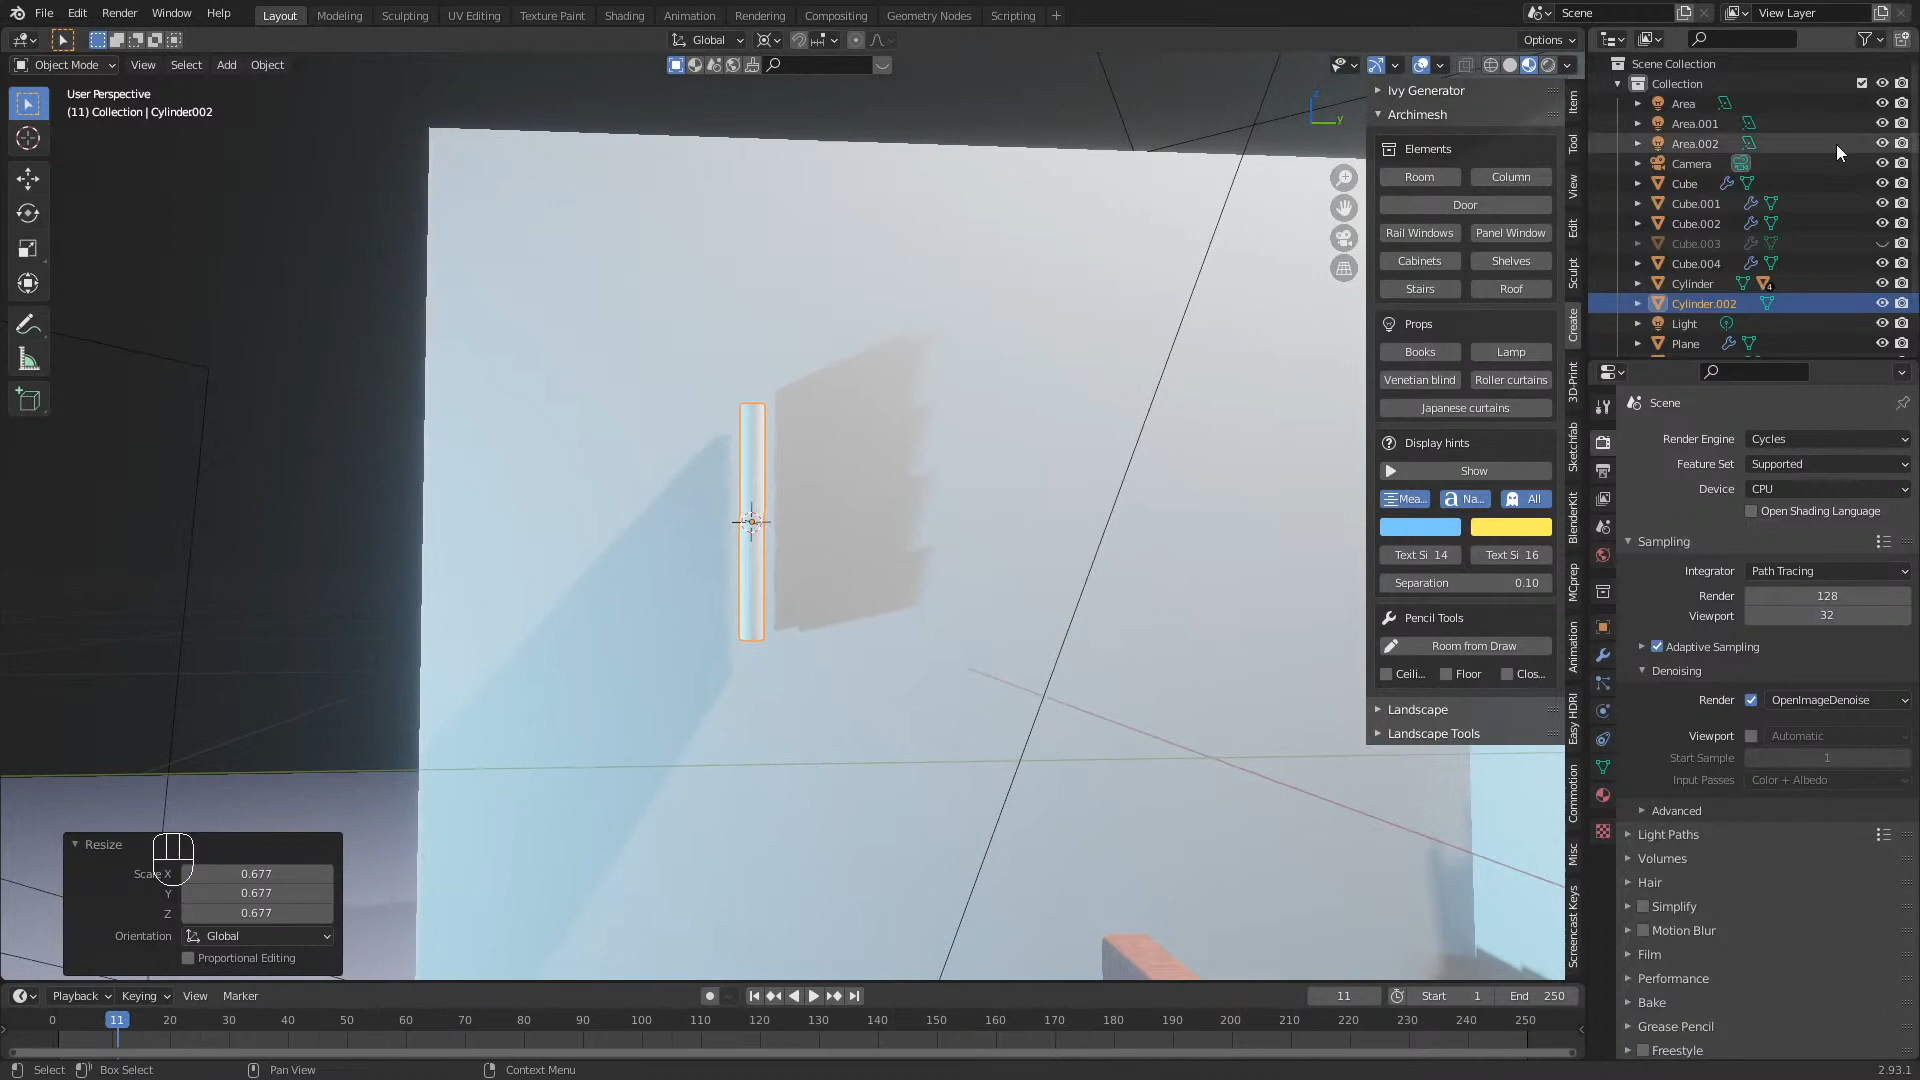 File Edit Render Window Help
Layout Modeling Sculpting UV Editing Texture Paint Shading Animation Rendering Compositing Geometry Nodes Scripting +
Scene
View Layer
Global
Options
Object Mode View Select Add Object
User Perspective
(11) Collection | Cylinder.002
z
y
Ivy Generator
Archimesh
Elements
Room Column
Door
Rail Windows Panel Window
Cabinets Shelves
Stairs Roof
Props
Books Lamp
Venetian blind Roller curtains
Japanese curtains
Display hints
Show
Mea... Na... All
Text Si 14 Text Si 16
Separation 0.10
Pencil Tools
Room from Draw
Ceili... Floor Clos...
Landscape
Landscape Tools
Item
Tool
View
Edit
Sculpt
Create
3D-Print
Sketchfab
BlenderKit
MCprep
Animation
Easy HDRI
Commotion
Misc
Screencast Keys
Scene Collection
Collection
Area
Area.001
Area.002
Camera
Cube
Cube.001
Cube.002
Cube.003
Cube.004
Cylinder 4
Cylinder.002
Light
Plane
Scene
Render Engine Cycles
Feature Set Supported
Device CPU
Open Shading Language
Sampling
Integrator Path Tracing
Render 128
Viewport 32
Adaptive Sampling
Denoising
Render OpenImageDenoise
Viewport Automatic
Start Sample 1
Input Passes Color + Albedo
Advanced
Light Paths
Volumes
Hair
Simplify
Motion Blur
Film
Performance
Bake
Grease Pencil
Freestyle
Resize
Scale X 0.677
Y 0.677
Z 0.677
Orientation Global
Proportional Editing
Playback Keying View Marker
11 Start 1 End 250
0 11 20 30 40 50 60 70 80 90 100 110 120 130 140 150 160 170 180 190 200 210 220 230 240 250
Select Box Select Pan View Context Menu 2.93.1